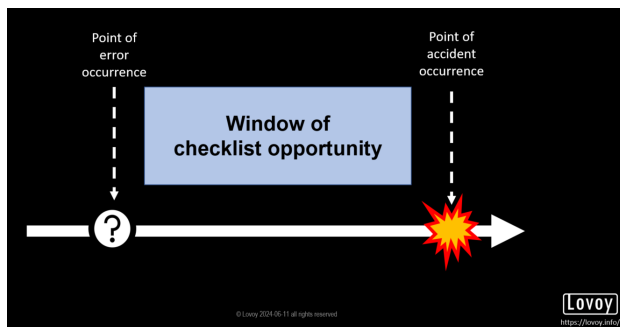 Point of
error
occurrence
Point of
accident
occurrence
Window of
checklist opportunity
?
© Lovoy 2024-06-11 all rights reserved
Lovoy
https://lovoy.info/